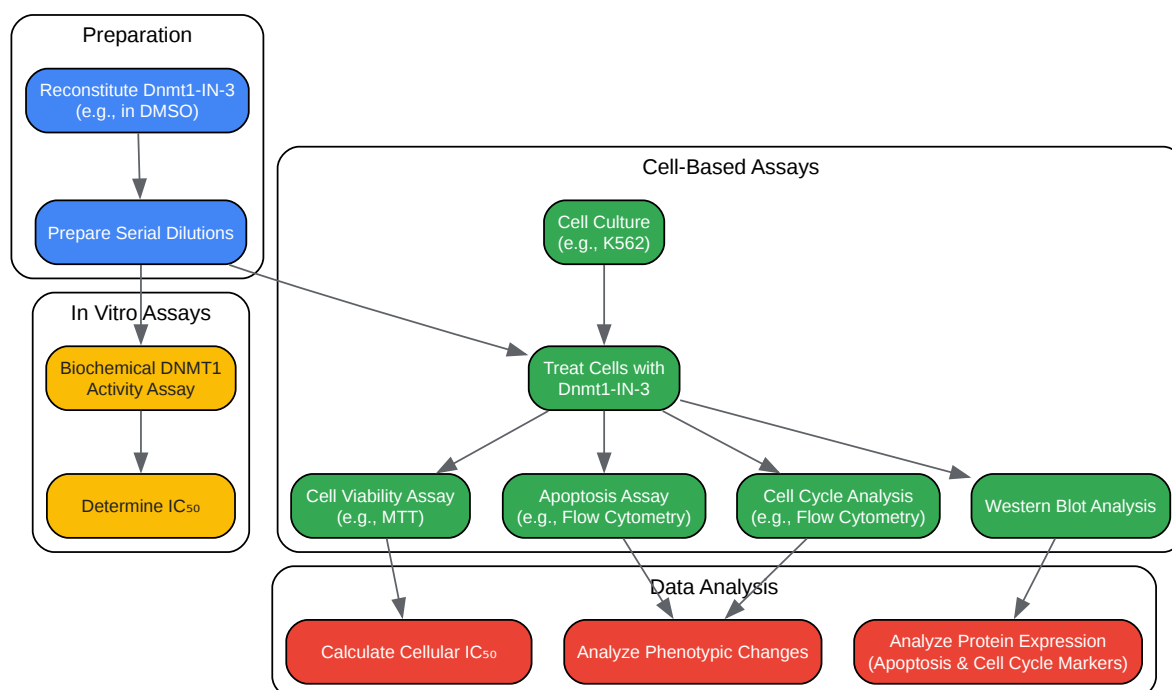 Preparation
Reconstitute Dnmt1-IN-3
(e.g., in DMSO)
Prepare Serial Dilutions
In Vitro Assays
Biochemical DNMT1
Activity Assay
Determine IC₅₀
Cell-Based Assays
Cell Culture
(e.g., K562)
Treat Cells with
Dnmt1-IN-3
Cell Viability Assay
(e.g., MTT)
Apoptosis Assay
(e.g., Flow Cytometry)
Cell Cycle Analysis
(e.g., Flow Cytometry)
Western Blot Analysis
Data Analysis
Calculate Cellular IC₅₀
Analyze Phenotypic Changes
Analyze Protein Expression
(Apoptosis & Cell Cycle Markers)